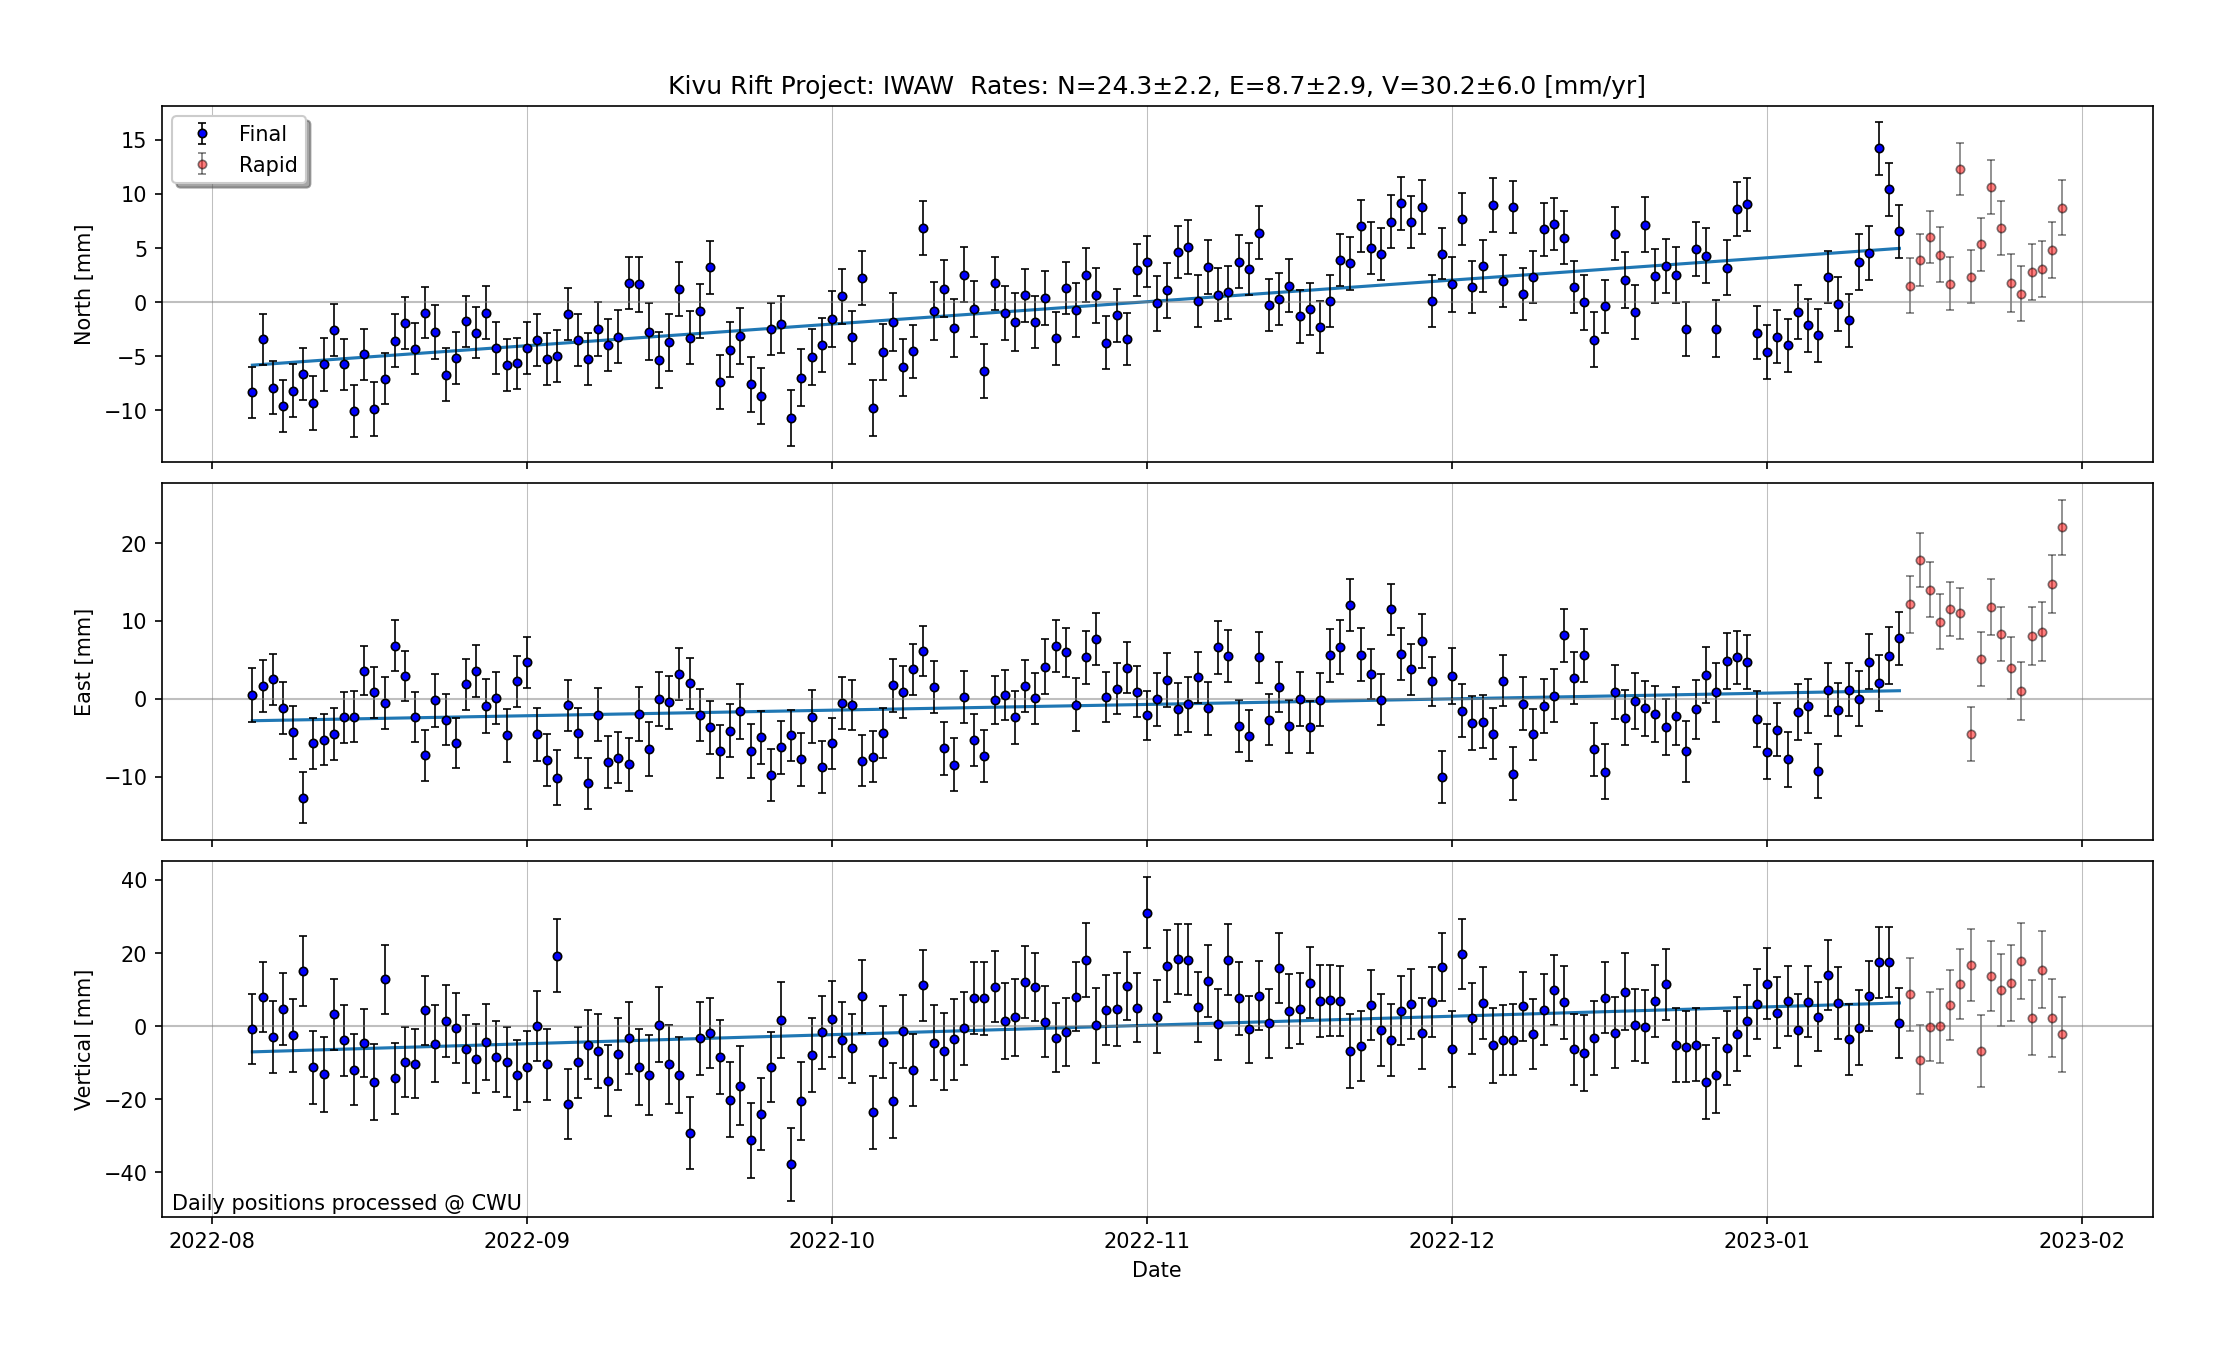 Kivu Rift Project: IWAW  Rates: N=24.3±2.2, E=8.7±2.9, V=30.2±6.0 [mm/yr]
Final
Rapid
15
10
5
0
−5
−10
North [mm]
20
10
0
−10
East [mm]
40
20
0
−20
−40
Vertical [mm]
Daily positions processed @ CWU
2022-08 2022-09 2022-10 2022-11 2022-12 2023-01 2023-02
Date